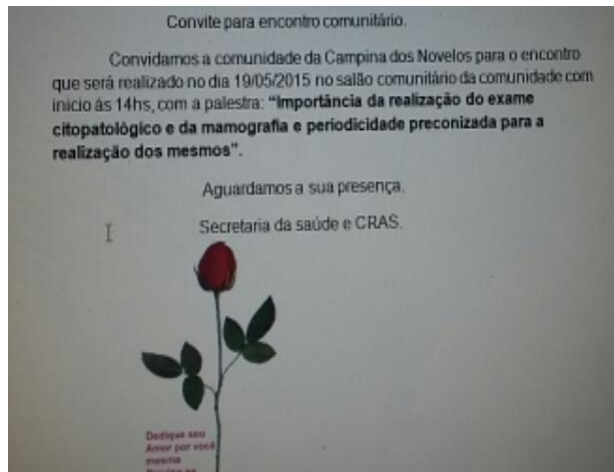 Convite para encontro comunitário.
Convidamos a comunidade da Campina dos Novelos para o encontro
que será realizado no dia 19/05/2015 no salão comunitário da comunidade com
inicio ás 14hs, com a palestra: “Importância da realização do exame
citopatológico e da mamografia e periodicidade preconizada para a
realização dos mesmos”.
Aguardamos a sua presença.
Secretaria da saúde e CRAS.
Dedique seu
Amor por você
mesma